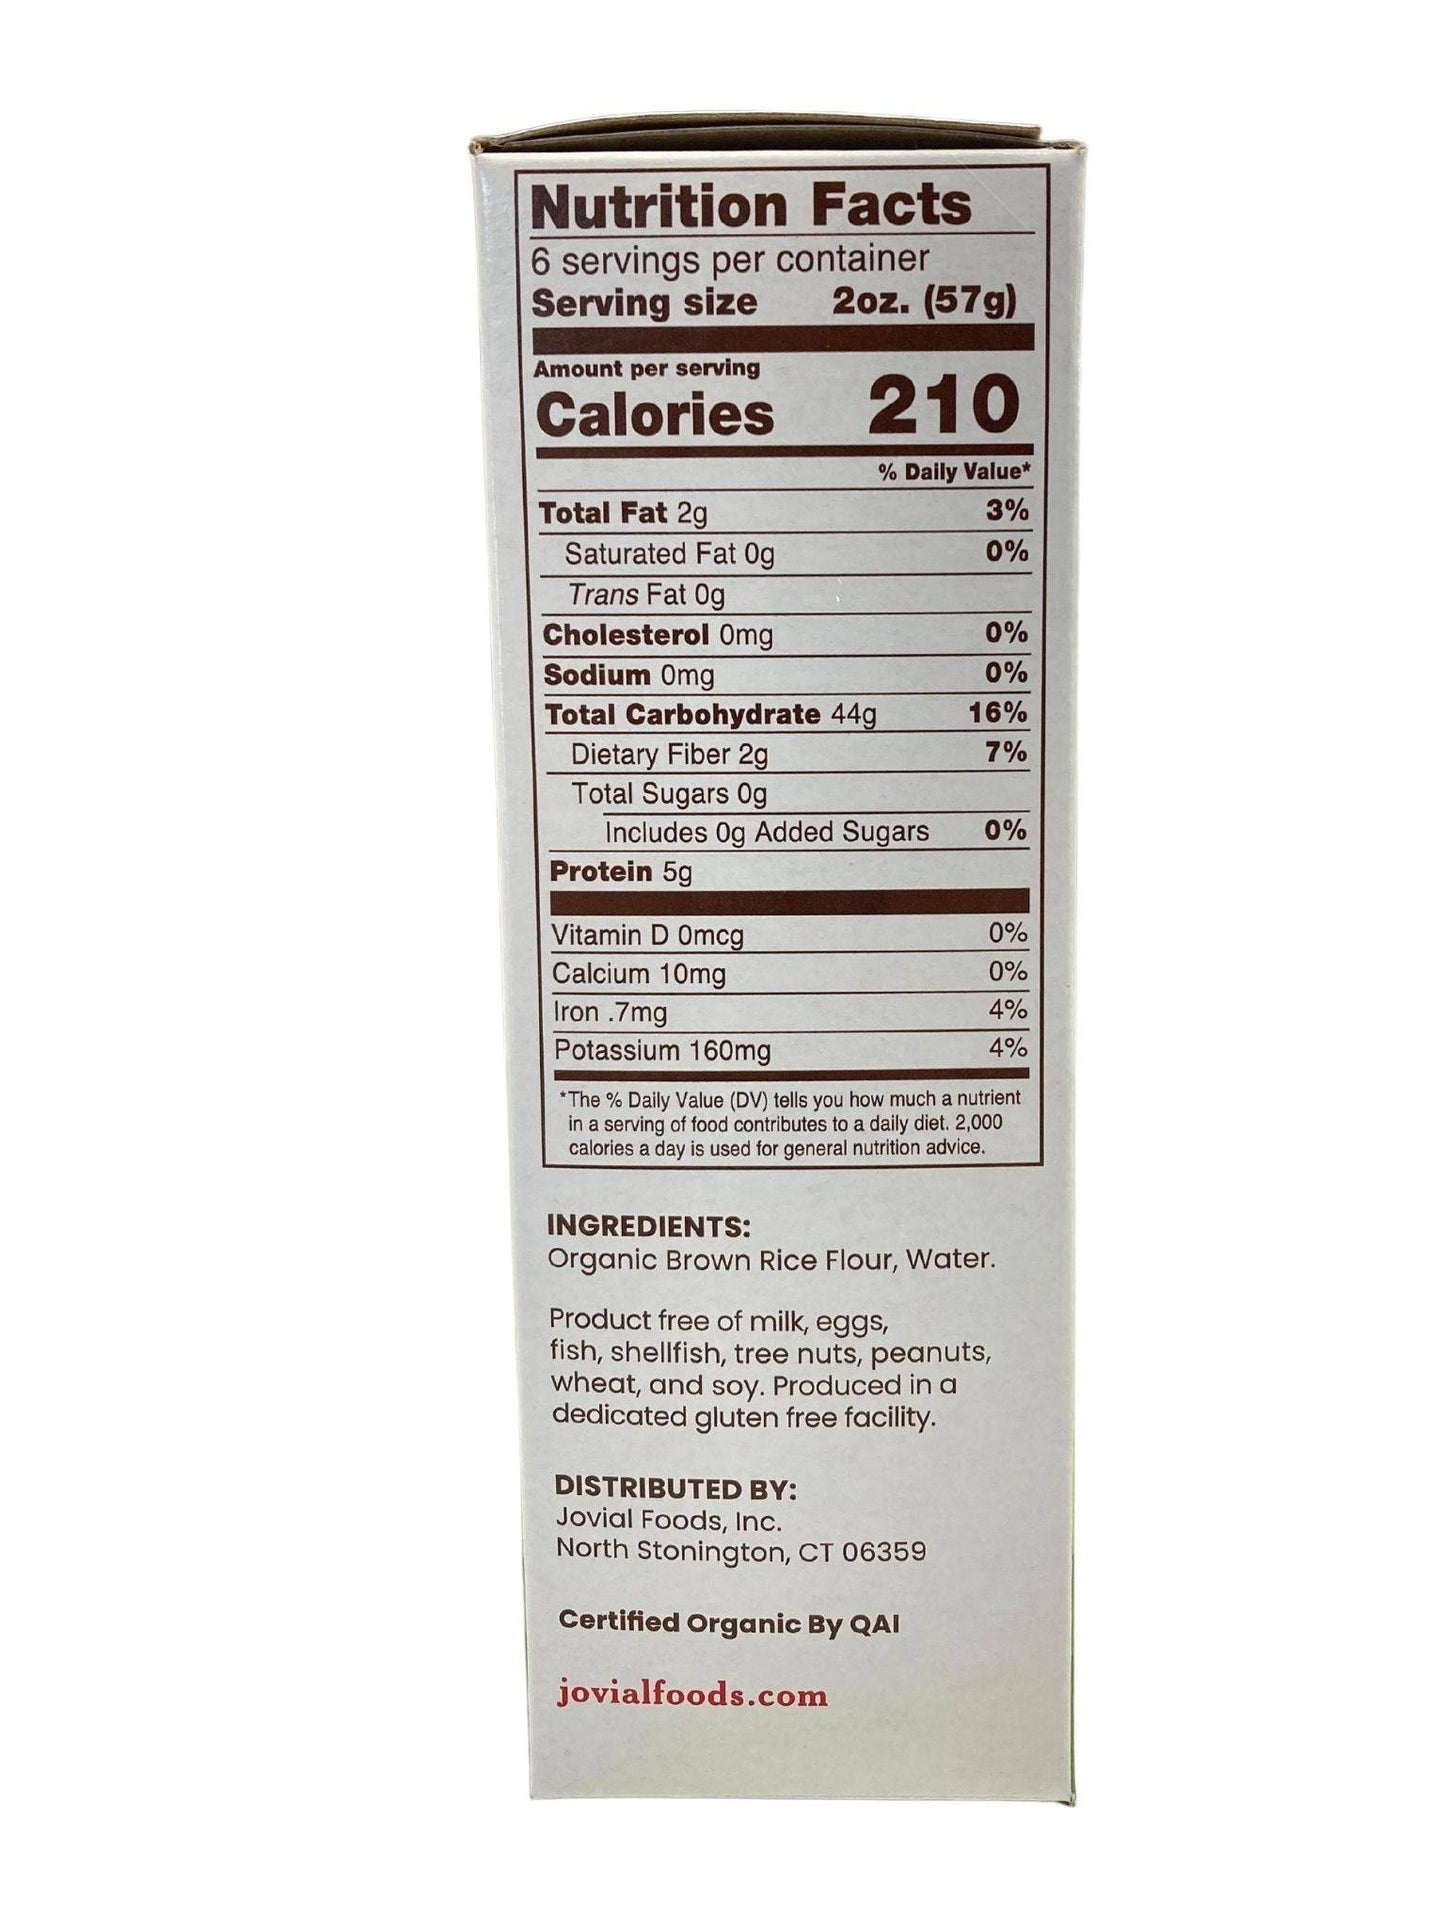 Nutrition Facts
6 servings per container
Serving size 2oz. (57g)
Amount per serving
Calories 210
% Daily Value*
Total Fat 2g 3%
Saturated Fat 0g 0%
Trans Fat 0g
Cholesterol 0mg 0%
Sodium 0mg 0%
Total Carbohydrate 44g 16%
Dietary Fiber 2g 7%
Total Sugars 0g
Includes 0g Added Sugars 0%
Protein 5g
Vitamin D 0mcg 0%
Calcium 10mg 0%
Iron .7mg 4%
Potassium 160mg 4%
*The % Daily Value (DV) tells you how much a nutrient
in a serving of food contributes to a daily diet. 2,000
calories a day is used for general nutrition advice.
INGREDIENTS:
Organic Brown Rice Flour, Water.
Product free of milk, eggs,
fish, shellfish, tree nuts, peanuts,
wheat, and soy. Produced in a
dedicated gluten free facility.
DISTRIBUTED BY:
Jovial Foods, Inc.
North Stonington, CT 06359
Certified Organic By QAI
jovialfoods.com